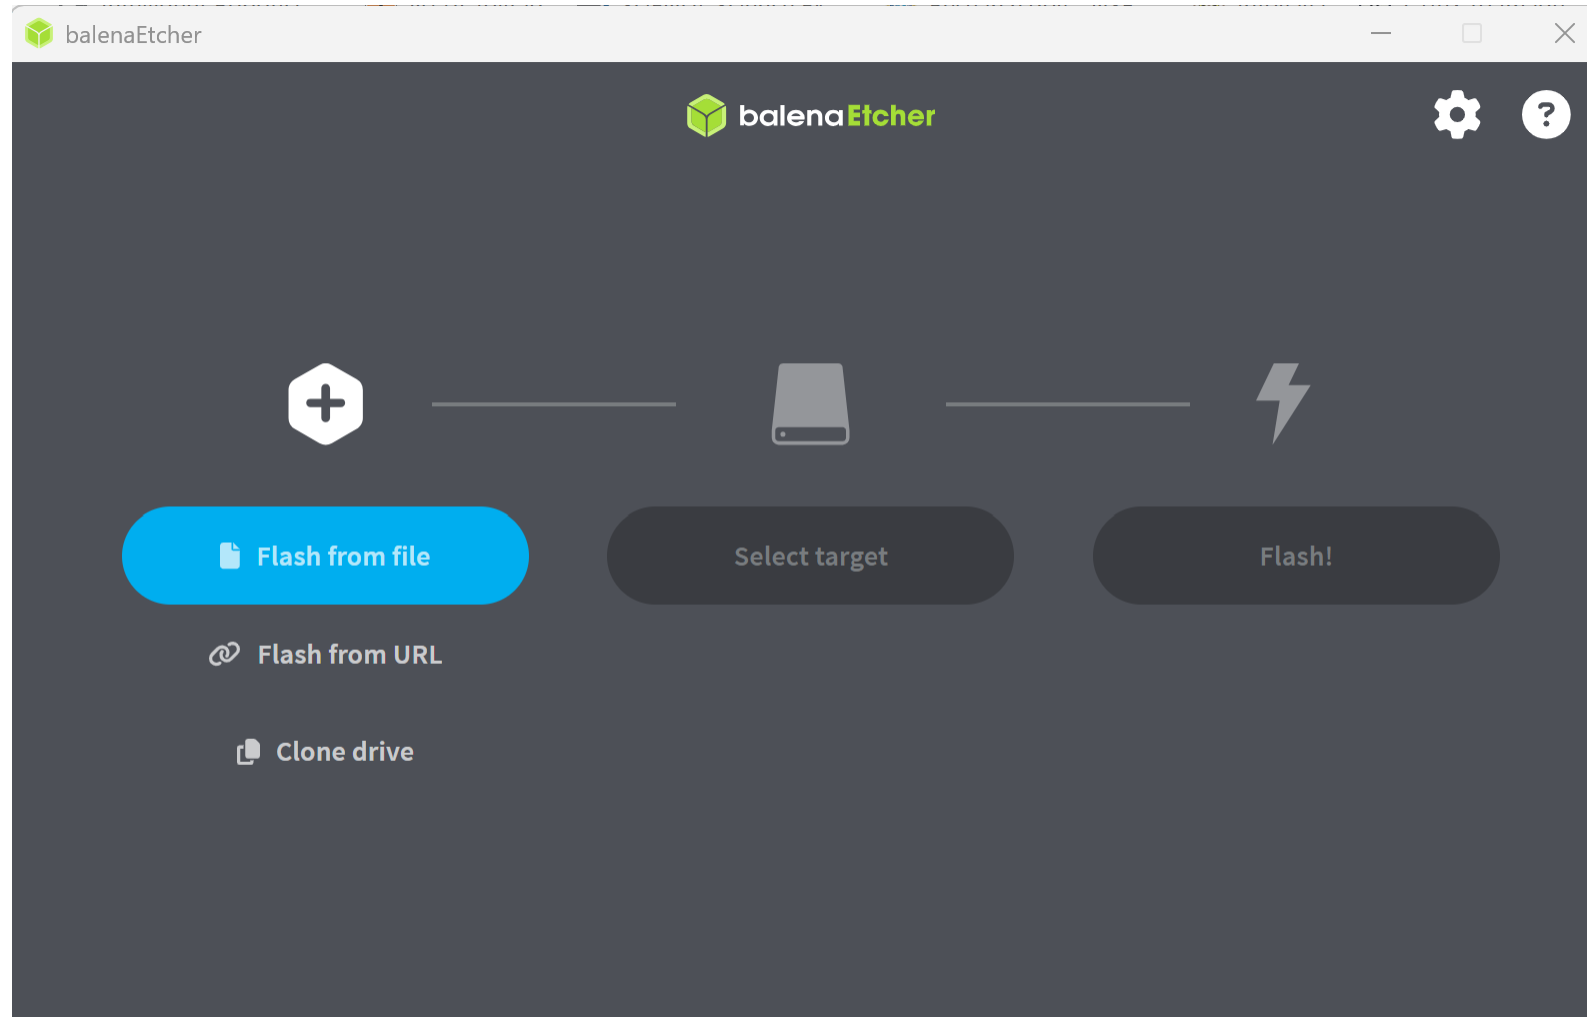 balenaEtcher
balenaEtcher
?
Flash from file
Select target
Flash!
Flash from URL
Clone drive